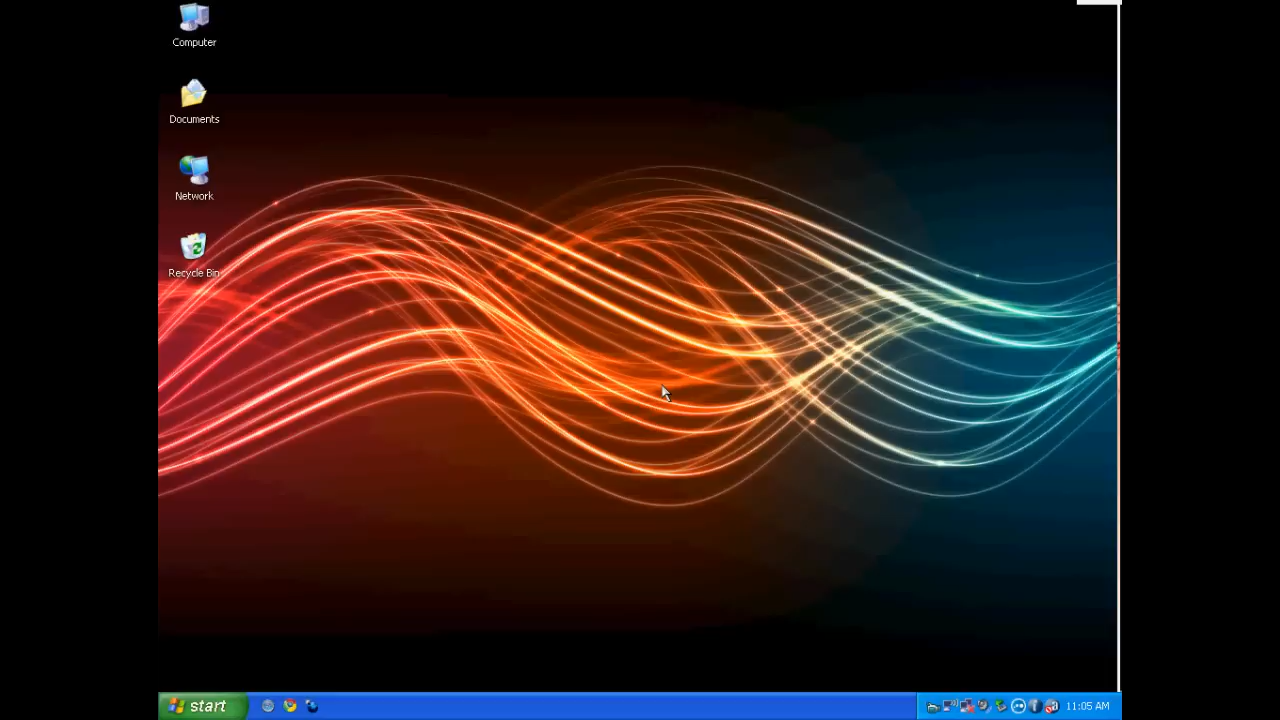 Computer
Documents
Network
Recycle Bin
start
11:05 AM